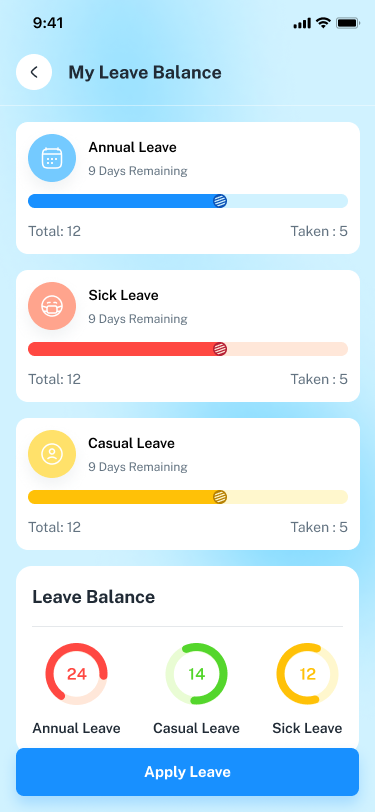 9:41
My Leave Balance
Annual Leave
9 Days Remaining
Total: 12 Taken : 5
Sick Leave
9 Days Remaining
Total: 12 Taken : 5
Casual Leave
9 Days Remaining
Total: 12 Taken : 5
Leave Balance
24 14 12
Annual Leave Casual Leave Sick Leave
Apply Leave